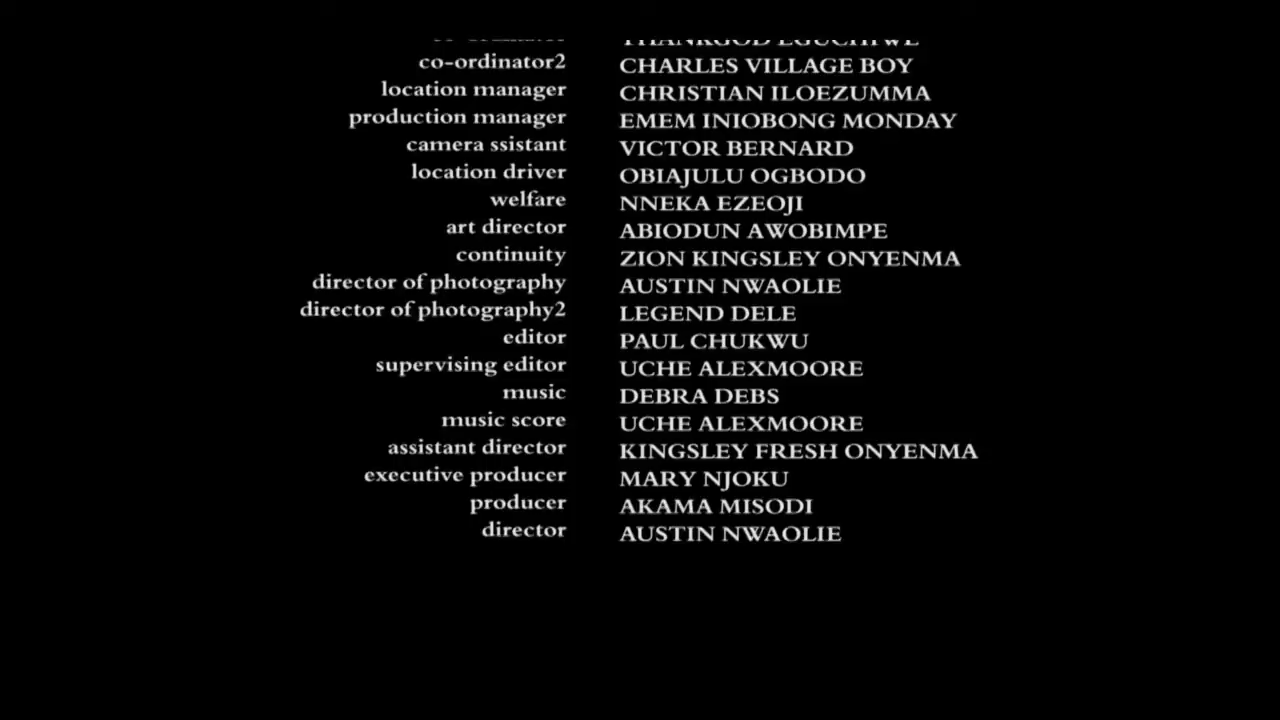 co-ordinator2 CHARLES VILLAGE BOY
location manager CHRISTIAN ILOEZUMMA
production manager EMEM INIOBONG MONDAY
camera ssistant VICTOR BERNARD
location driver OBIAJULU OGBODO
welfare NNEKA EZEOJI
art director ABIODUN AWOBIMPE
continuity ZION KINGSLEY ONYENMA
director of photography AUSTIN NWAOLIE
director of photography2 LEGEND DELE
editor PAUL CHUKWU
supervising editor UCHE ALEXMOORE
music DEBRA DEBS
music score UCHE ALEXMOORE
assistant director KINGSLEY FRESH ONYENMA
executive producer MARY NJOKU
producer AKAMA MISODI
director AUSTIN NWAOLIE